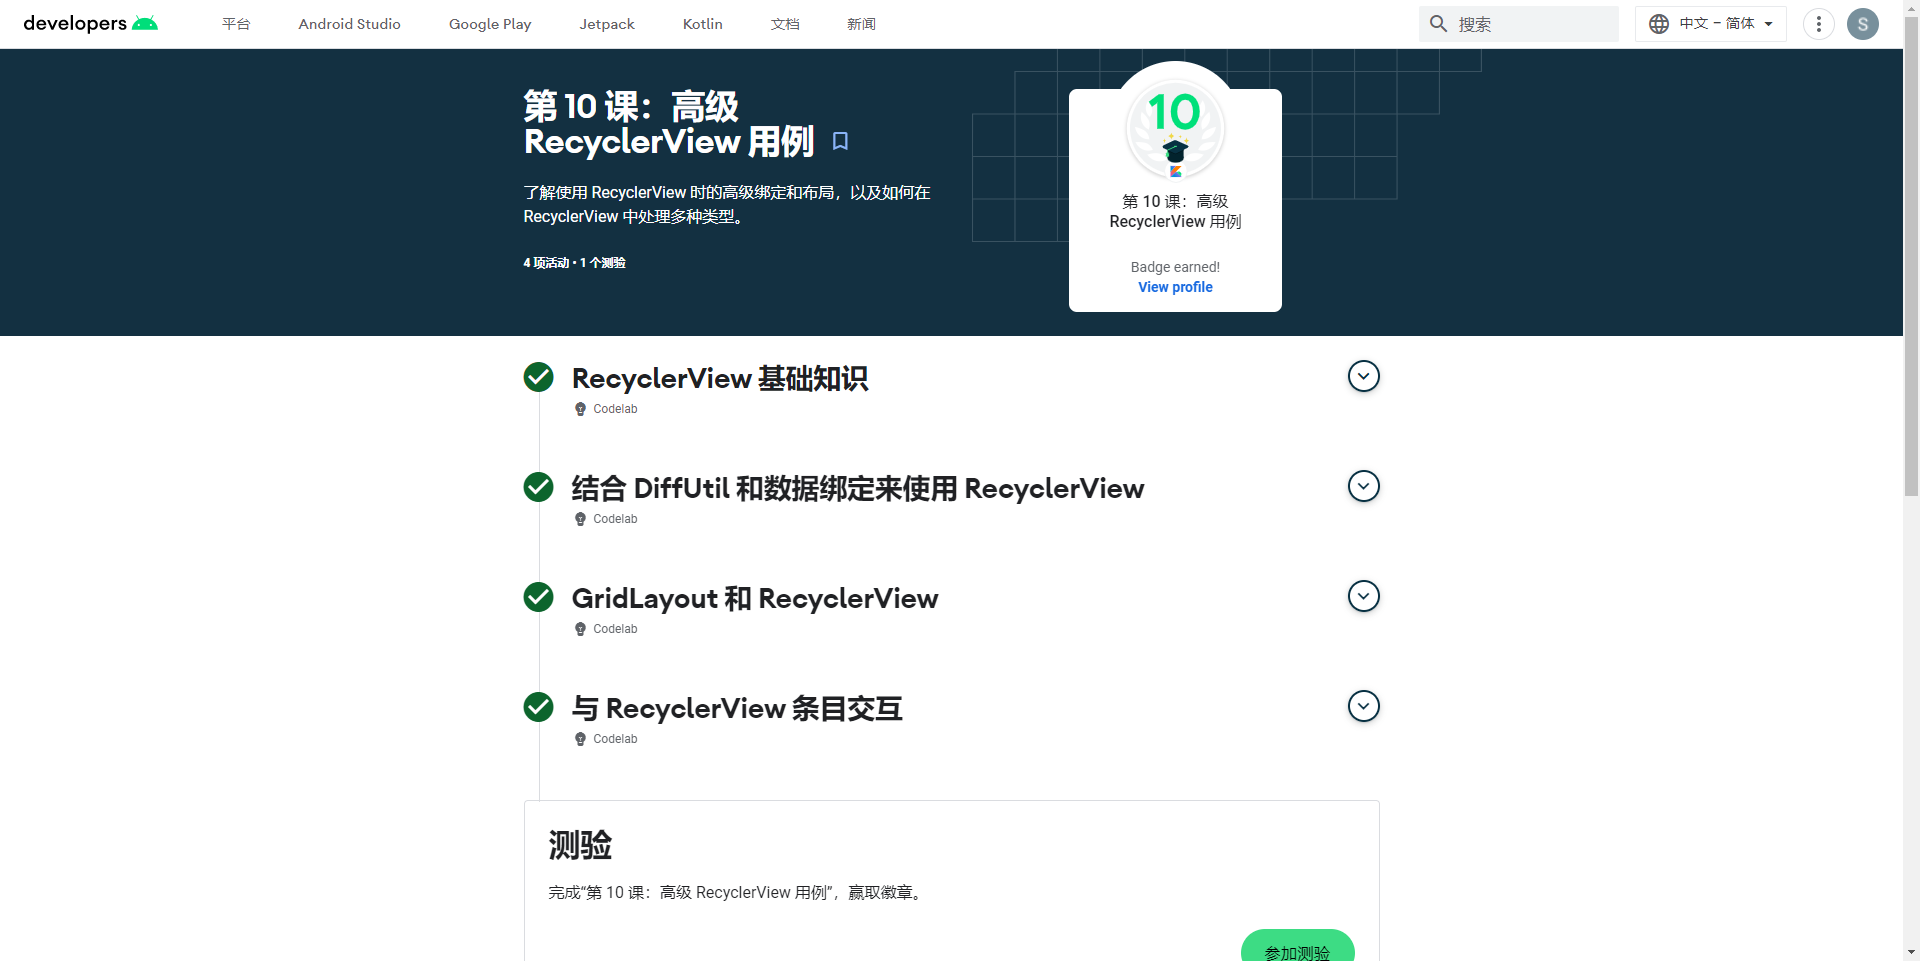 developers
平台
Android Studio
Google Play
Jetpack
Kotlin
文档
新闻
搜索
中文 – 简体
S
第 10 课：高级
RecyclerView 用例
了解使用 RecyclerView 时的高级绑定和布局，以及如何在
RecyclerView 中处理多种类型。
4 项活动 • 1 个测验
10
第 10 课：高级
RecyclerView 用例
Badge earned!
View profile
RecyclerView 基础知识
Codelab
结合 DiffUtil 和数据绑定来使用 RecyclerView
Codelab
GridLayout 和 RecyclerView
Codelab
与 RecyclerView 条目交互
Codelab
测验
完成“第 10 课：高级 RecyclerView 用例”，赢取徽章。
参加测验